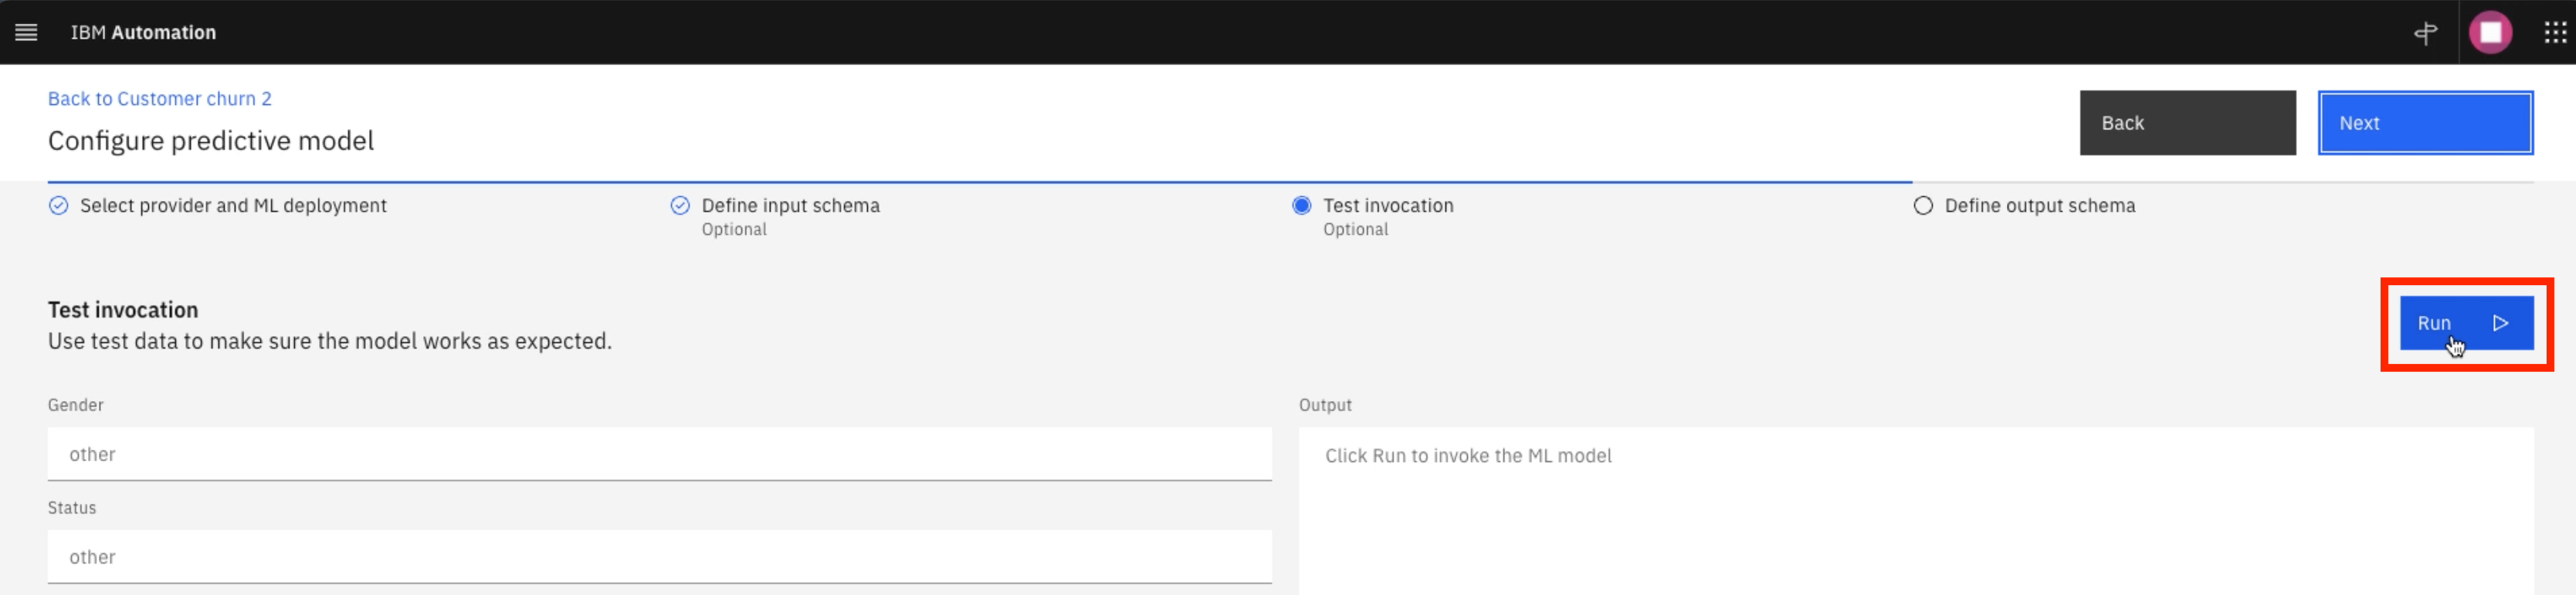 IBM Automation
Back to Customer churn 2
Configure predictive model
Back
Next
Select provider and ML deployment
Define input schema
Optional
Test invocation
Optional
Define output schema
Test invocation
Use test data to make sure the model works as expected.
Run
Gender
other
Status
other
Output
Click Run to invoke the ML model